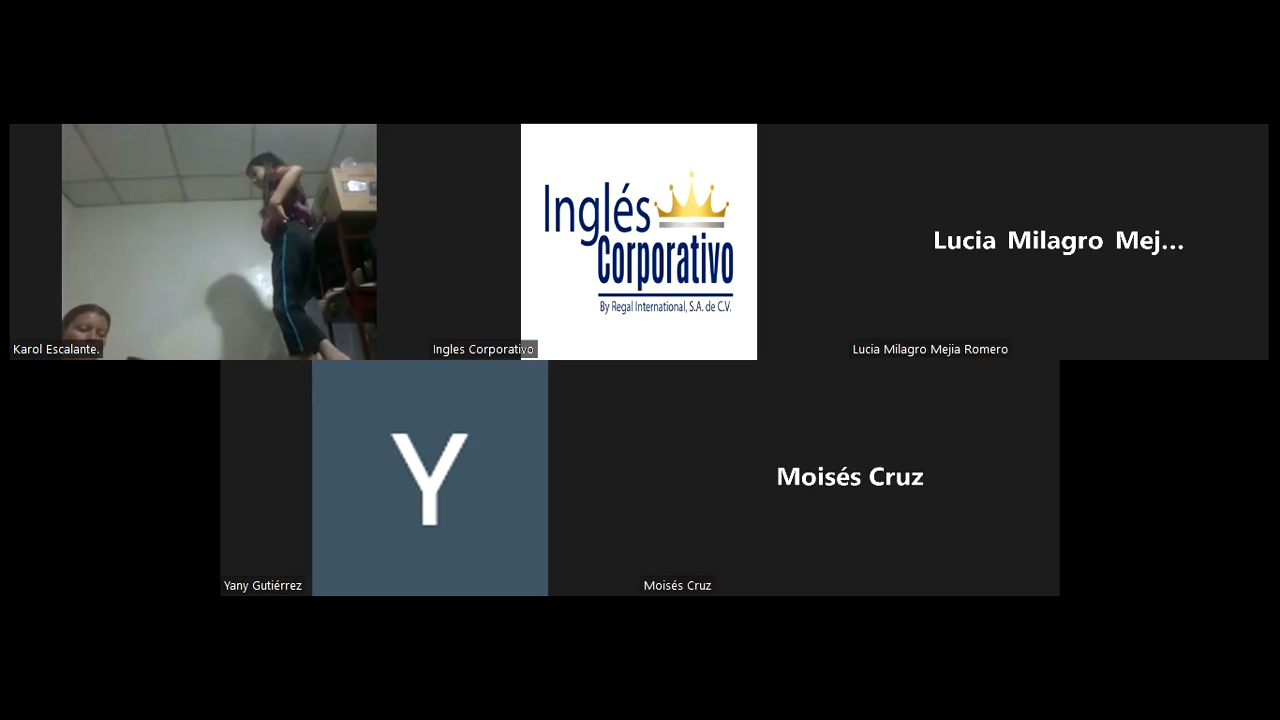 Karol Escalante.
Inglés
Corporativo
By Regal International, S.A. de C.V.
Ingles Corporativo
Lucia Milagro Mej...
Lucia Milagro Mejia Romero
Y
Yany Gutiérrez
Moisés Cruz
Moisés Cruz